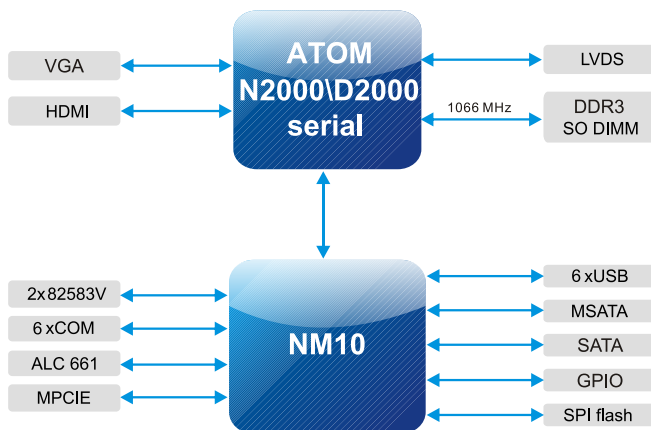 ATOM
N2000\D2000
serial
VGA
HDMI
LVDS
1066 MHz
DDR3
SO DIMM
NM10
2x82583V
6 xCOM
ALC 661
MPCIE
6 xUSB
MSATA
SATA
GPIO
SPI flash